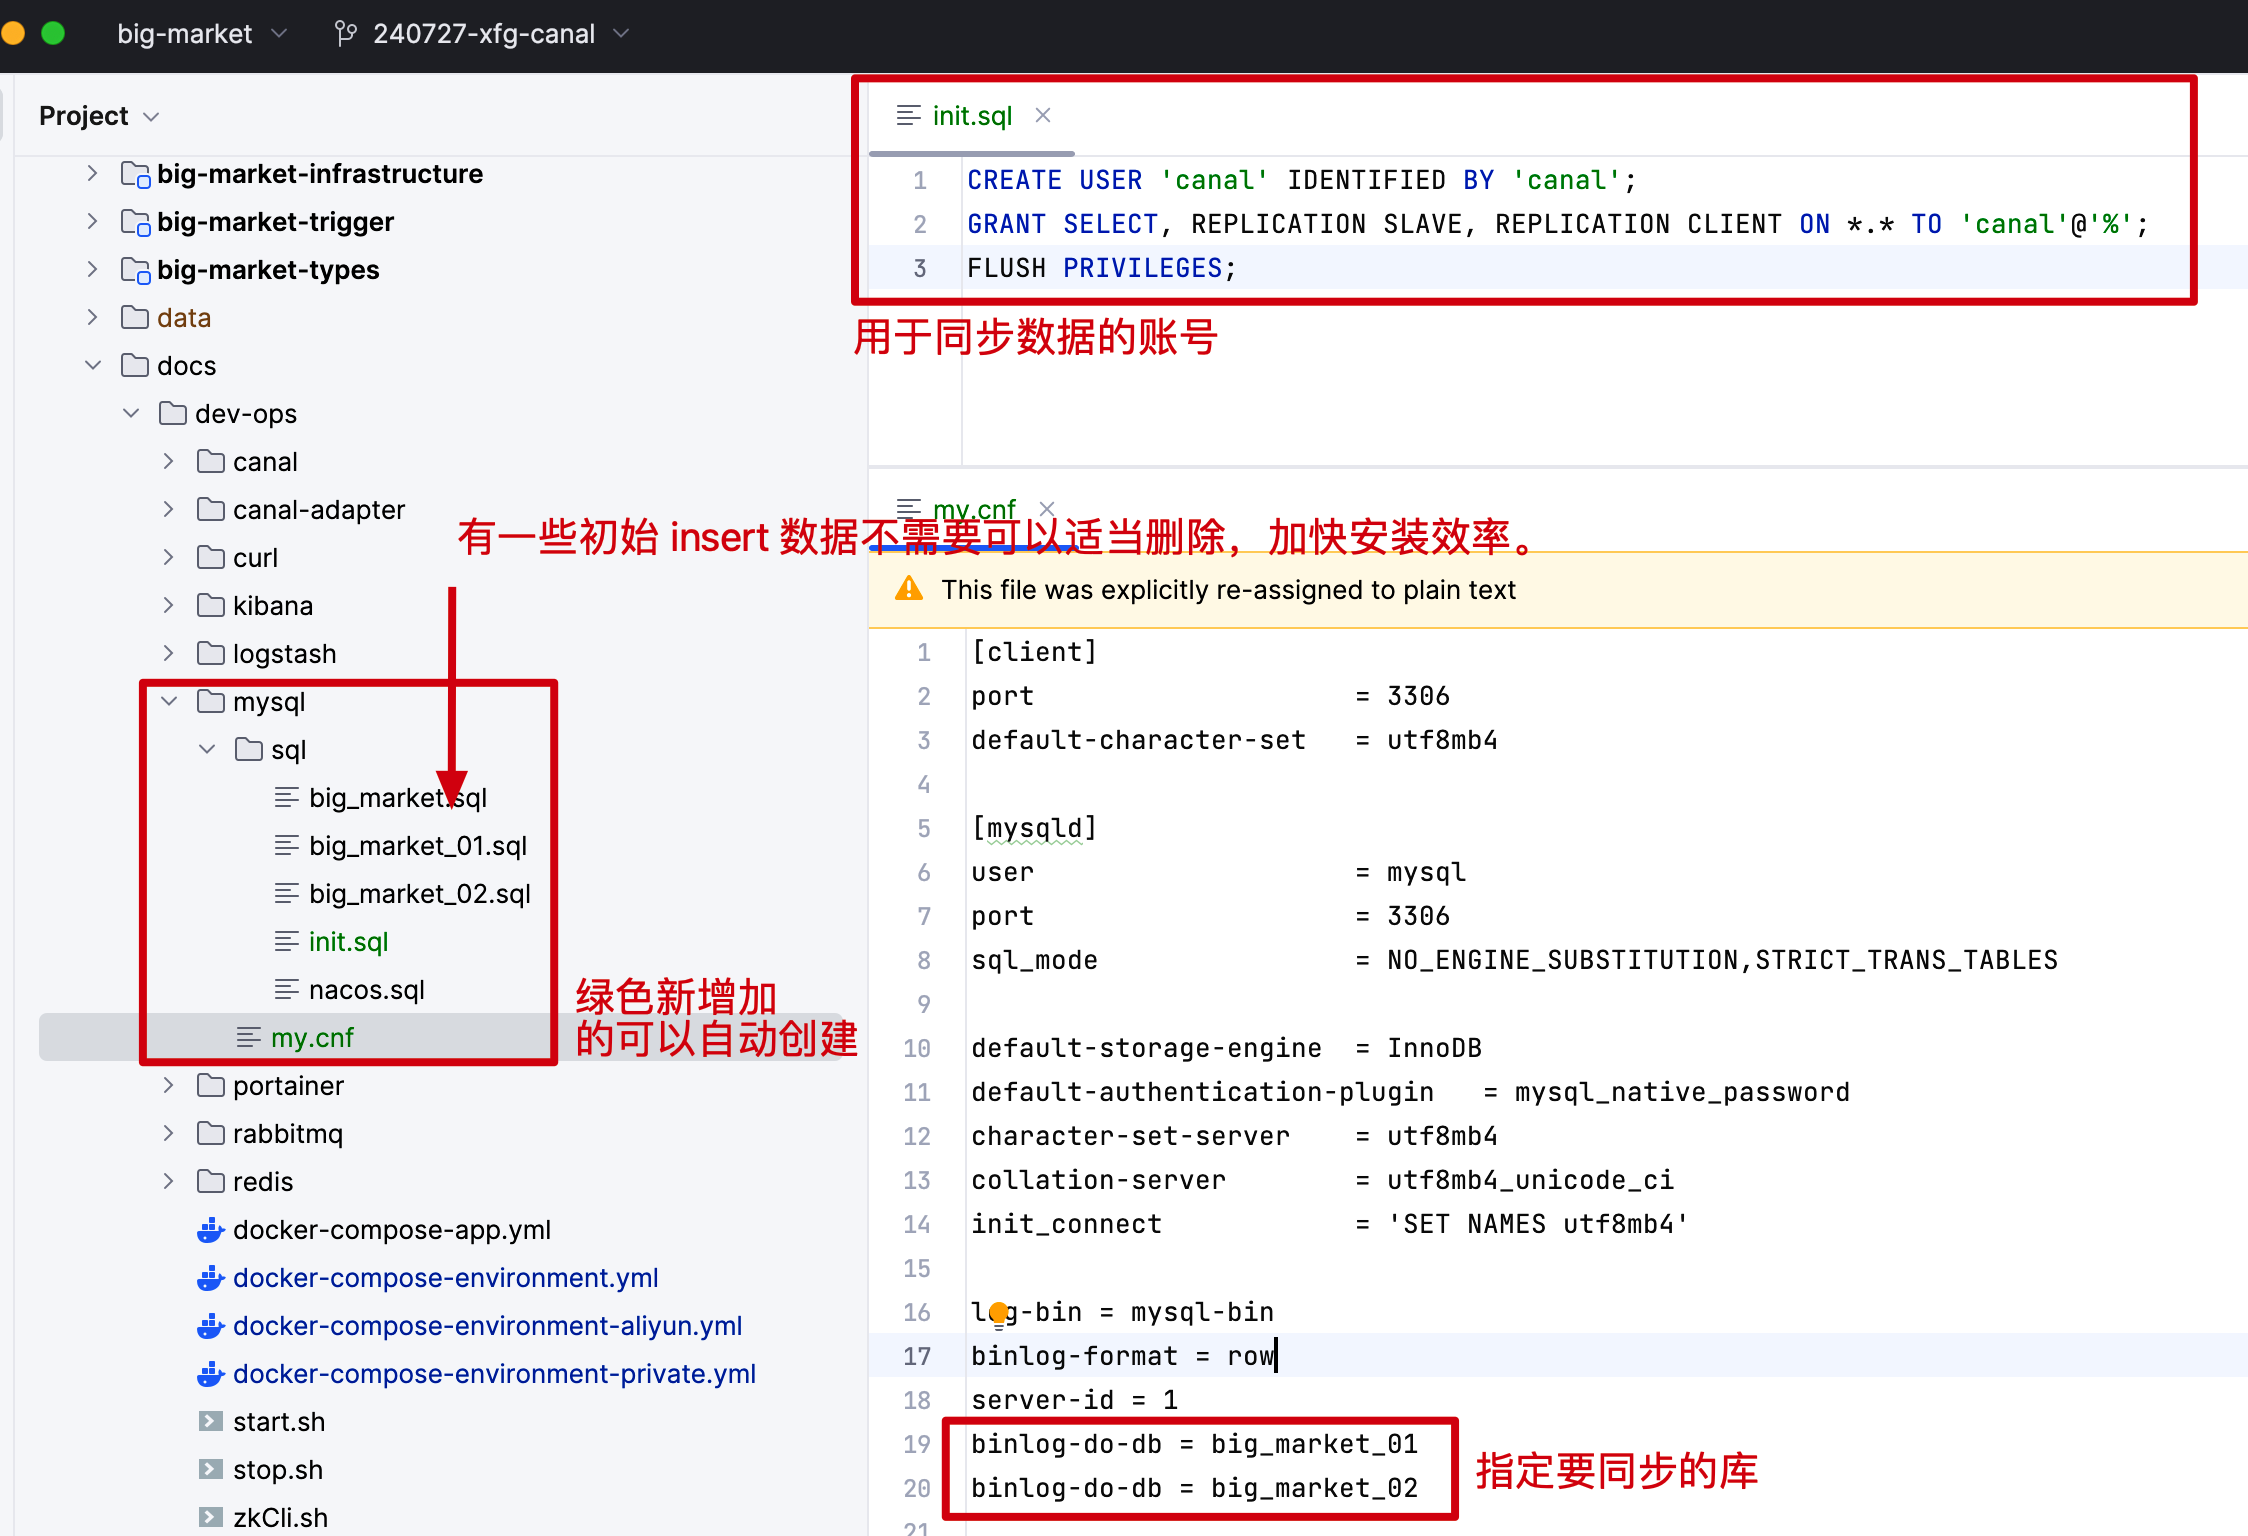 big-market
240727-xfg-canal
Project
big-market-infrastructure
big-market-trigger
big-market-types
data
docs
dev-ops
canal
canal-adapter
curl
kibana
logstash
mysql
sql
big_market.sql
big_market_01.sql
big_market_02.sql
init.sql
nacos.sql
my.cnf
portainer
rabbitmq
redis
docker-compose-app.yml
docker-compose-environment.yml
docker-compose-environment-aliyun.yml
docker-compose-environment-private.yml
start.sh
stop.sh
zkCli.sh
有一些初始 insert 数据不需要可以适当删除，加快安装效率。
绿色新增加
的可以自动创建
init.sql
1 CREATE USER 'canal' IDENTIFIED BY 'canal';
2 GRANT SELECT, REPLICATION SLAVE, REPLICATION CLIENT ON *.* TO 'canal'@'%';
3 FLUSH PRIVILEGES;
用于同步数据的账号
my.cnf
This file was explicitly re-assigned to plain text
1 [client]
2 port = 3306
3 default-character-set = utf8mb4
4
5 [mysqld]
6 user = mysql
7 port = 3306
8 sql_mode = NO_ENGINE_SUBSTITUTION,STRICT_TRANS_TABLES
9
10 default-storage-engine = InnoDB
11 default-authentication-plugin = mysql_native_password
12 character-set-server = utf8mb4
13 collation-server = utf8mb4_unicode_ci
14 init_connect = 'SET NAMES utf8mb4'
15
16 log-bin = mysql-bin
17 binlog-format = row
18 server-id = 1
19 binlog-do-db = big_market_01
20 binlog-do-db = big_market_02
21
指定要同步的库